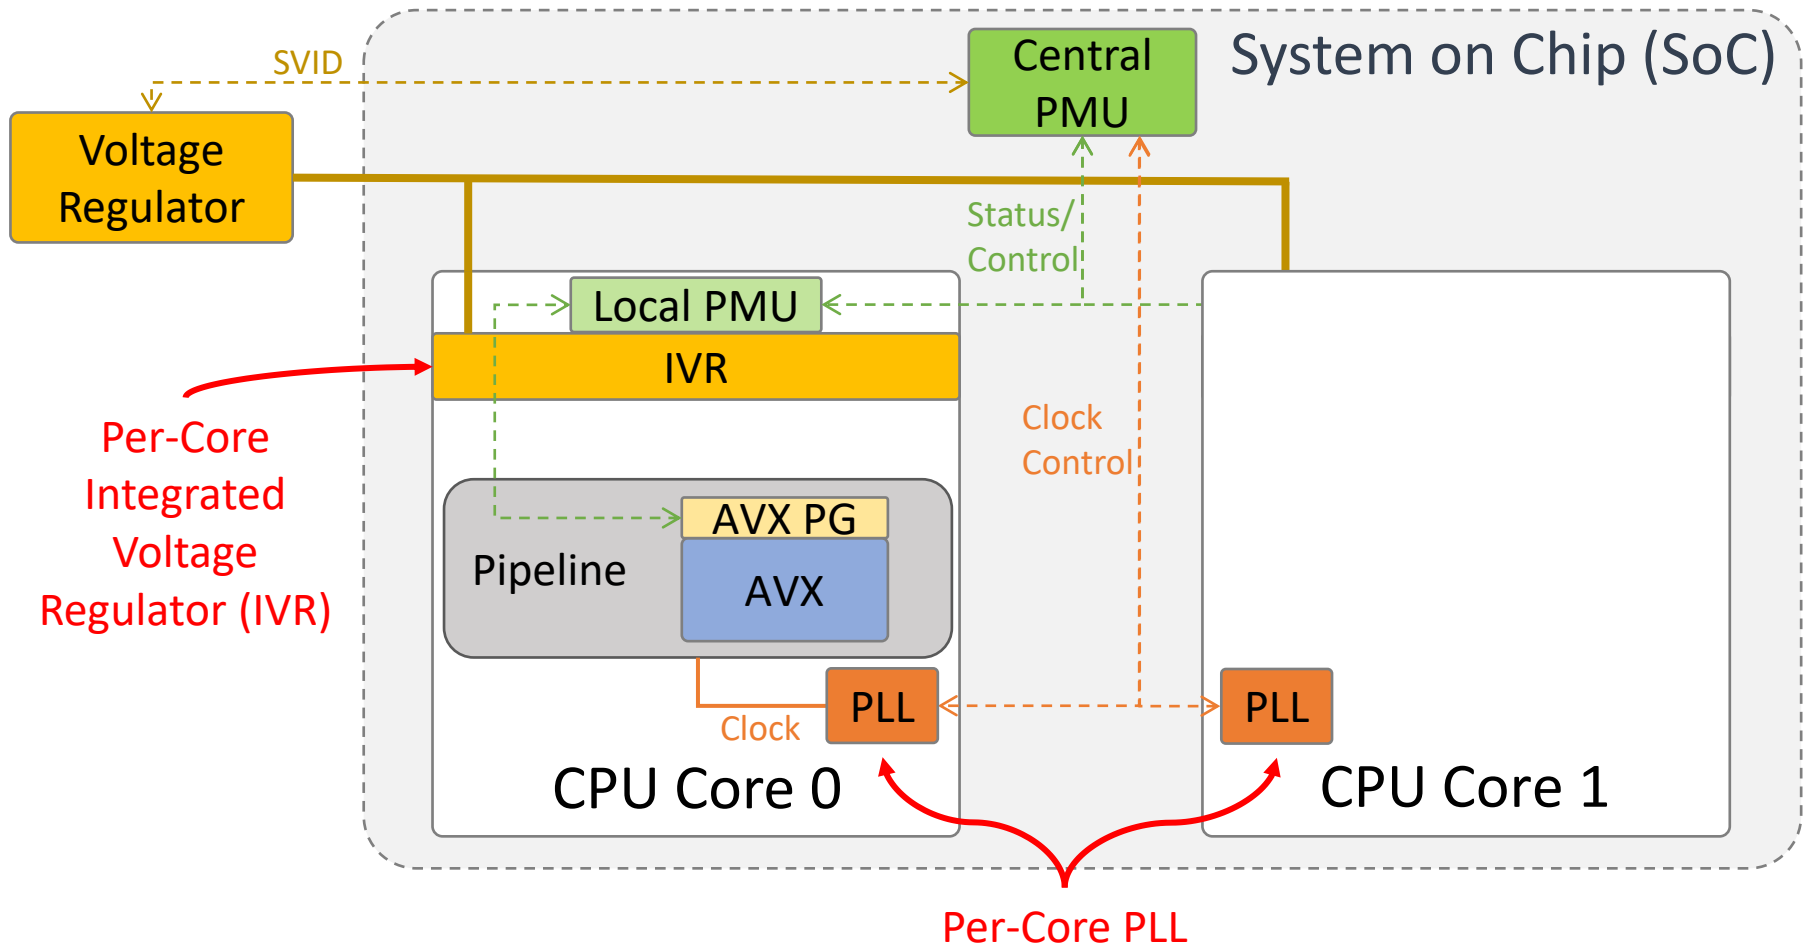 System on Chip (SoC)
SVID
Central
PMU
Voltage
Regulator
Status/
Control
Local PMU
IVR
Per-Core
Integrated
Voltage
Regulator (IVR)
Clock
Control
AVX PG
Pipeline
AVX
PLL
PLL
Clock
CPU Core 0
CPU Core 1
Per-Core PLL